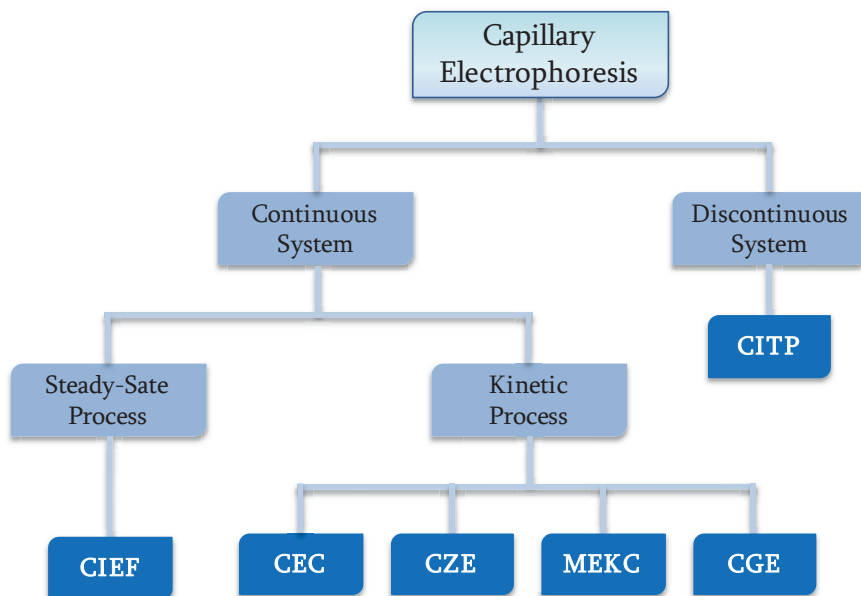 Capillary
Electrophoresis
Continuous
System
Discontinuous
System
CITP
Steady-Sate
Process
Kinetic
Process
CIEF
CEC
CZE
MEKC
CGE